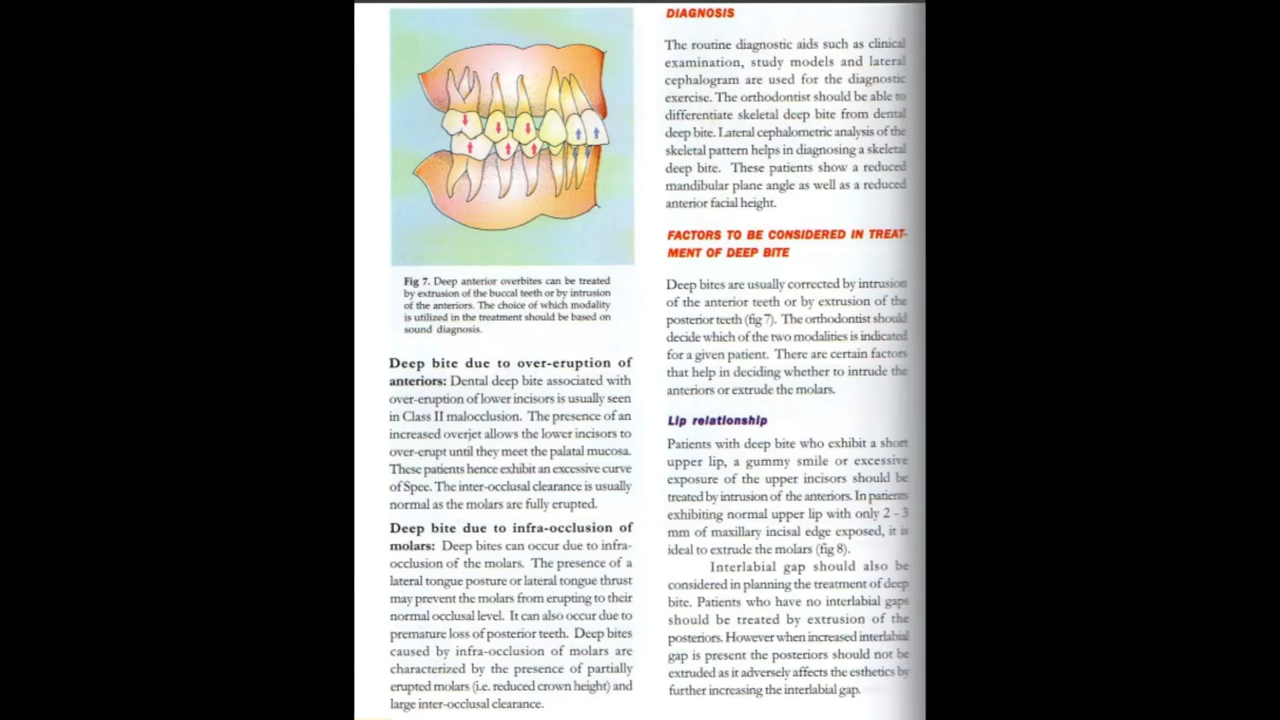 Fig 7. Deep anterior overbites can be treated
by extrusion of the buccal teeth or by intrusion
of the anteriors. The choice of which modality
is utilized in the treatment should be based on
sound diagnosis.
Deep bite due to over-eruption of
anteriors: Dental deep bite associated with
over-eruption of lower incisors is usually seen
in Class II malocclusion. The presence of an
increased overjet allows the lower incisors to
over-erupt until they meet the palatal mucosa.
These patients hence exhibit an excessive curve
of Spee. The inter-occlusal clearance is usually
normal as the molars are fully erupted.
Deep bite due to infra-occlusion of
molars: Deep bites can occur due to infra-
occlusion of the molars. The presence of a
lateral tongue posture or lateral tongue thrust
may prevent the molars from erupting to their
normal occlusal level. It can also occur due to
premature loss of posterior teeth. Deep bites
caused by infra-occlusion of molars are
characterized by the presence of partially
erupted molars (i.e. reduced crown height) and
large inter-occlusal clearance.
DIAGNOSIS
The routine diagnostic aids such as clinical
examination, study models and lateral
cephalogram are used for the diagnostic
exercise. The orthodontist should be able to
differentiate skeletal deep bite from dental
deep bite. Lateral cephalometric analysis of the
skeletal pattern helps in diagnosing a skeletal
deep bite. These patients show a reduced
mandibular plane angle as well as a reduced
anterior facial height.
FACTORS TO BE CONSIDERED IN TREAT-
MENT OF DEEP BITE
Deep bites are usually corrected by intrusion
of the anterior teeth or by extrusion of the
posterior teeth (fig 7). The orthodontist should
decide which of the two modalities is indicated
for a given patient. There are certain factors
that help in deciding whether to intrude the
anteriors or extrude the molars.
Lip relationship
Patients with deep bite who exhibit a short
upper lip, a gummy smile or excessive
exposure of the upper incisors should be
treated by intrusion of the anteriors. In patients
exhibiting normal upper lip with only 2 - 3
mm of maxillary incisal edge exposed, it is
ideal to extrude the molars (fig 8).
Interlabial gap should also be
considered in planning the treatment of deep
bite. Patients who have no interlabial gaps
should be treated by extrusion of the
posteriors. However when increased interlabial
gap is present the posteriors should not be
extruded as it adversely affects the esthetics by
further increasing the interlabial gap.